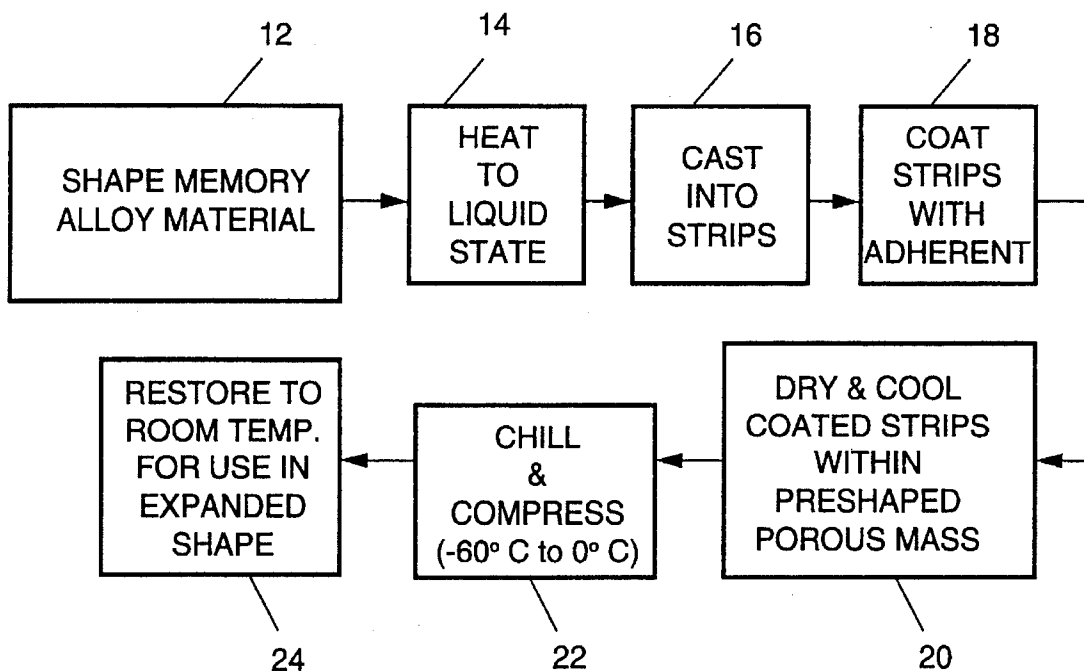 12
14
16
18
SHAPE MEMORY
ALLOY MATERIAL
HEAT
TO
LIQUID
STATE
CAST
INTO
STRIPS
COAT
STRIPS
WITH
ADHERENT
RESTORE TO
ROOM TEMP.
FOR USE IN
EXPANDED
SHAPE
CHILL
&
COMPRESS
(-60° C to 0° C)
DRY & COOL
COATED STRIPS
WITHIN
PRESHAPED
POROUS MASS
24
22
20